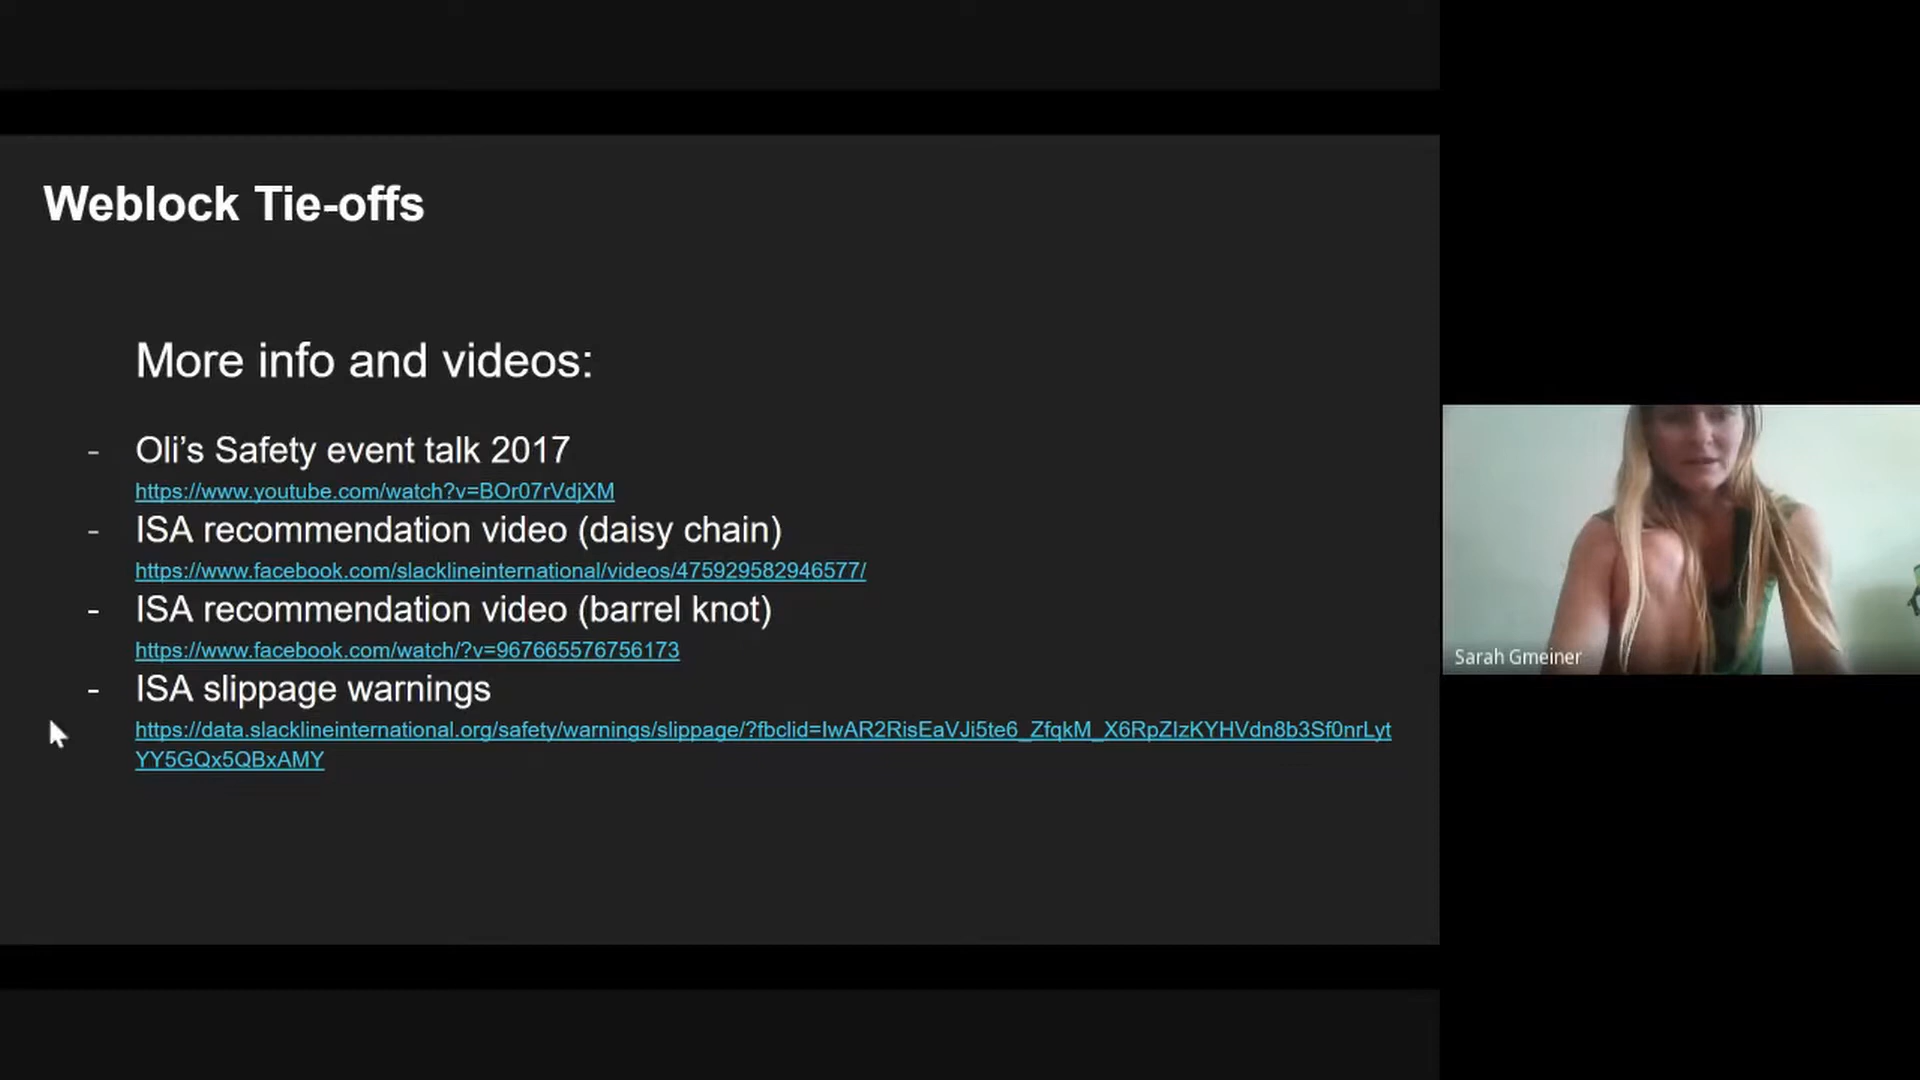 Weblock Tie-offs
More info and videos:
- Oli's Safety event talk 2017
https://www.youtube.com/watch?v=BOr07rVdjXM
- ISA recommendation video (daisy chain)
https://www.facebook.com/slacklineinternational/videos/475929582946577/
- ISA recommendation video (barrel knot)
https://www.facebook.com/watch/?v=967665576756173
- ISA slippage warnings
https://data.slacklineinternational.org/safety/warnings/slippage/?fbclid=IwAR2RisEaVJi5te6_ZfqkM_X6RpZIzKYHVdn8b3Sf0nrLyt
YY5GQx5QBxAMY
Sarah Gmeiner